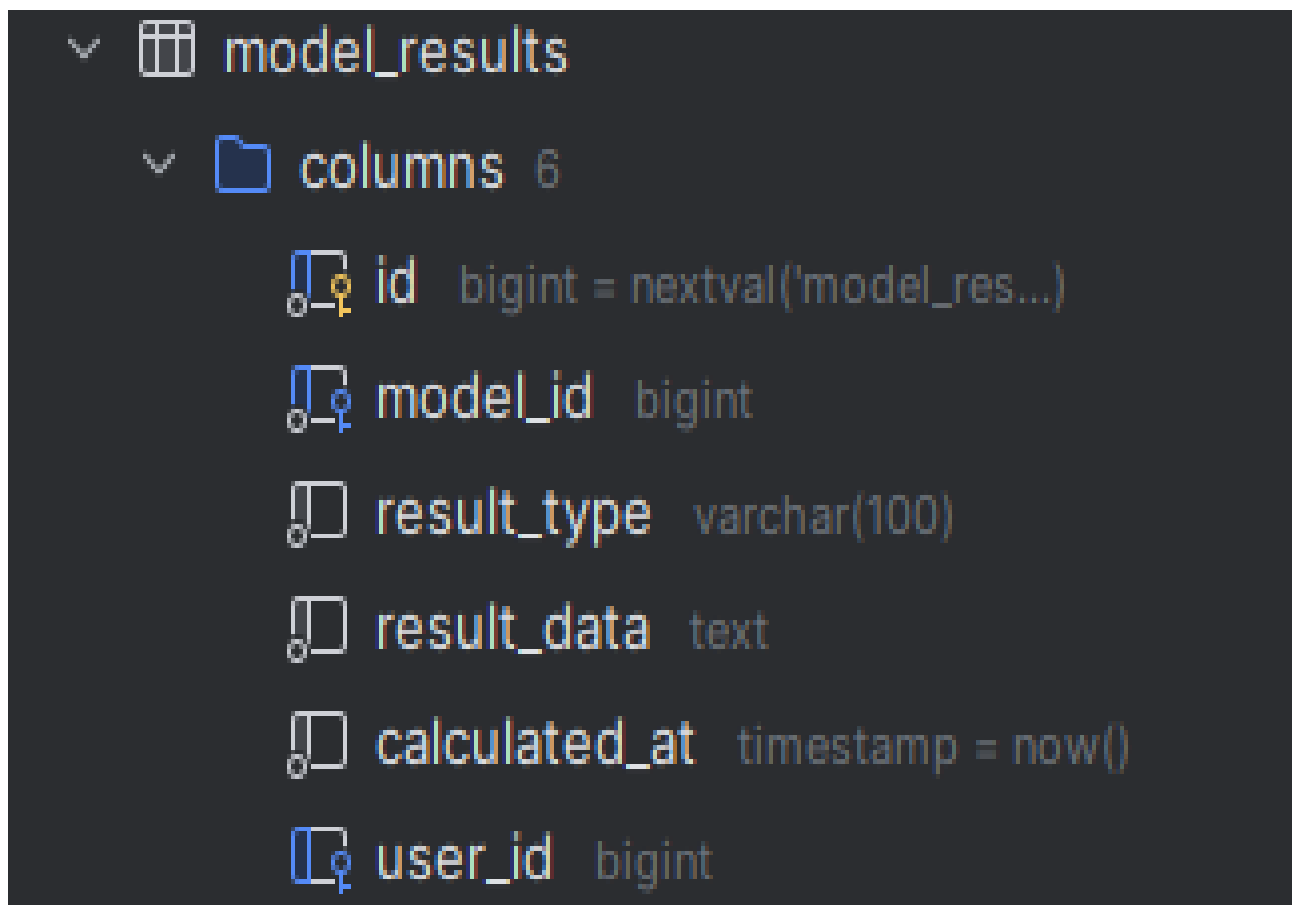 model_results
columns 6
id bigint = nextval('model_res...)
model_id bigint
result_type varchar(100)
result_data text
calculated_at timestamp = now()
user_id bigint